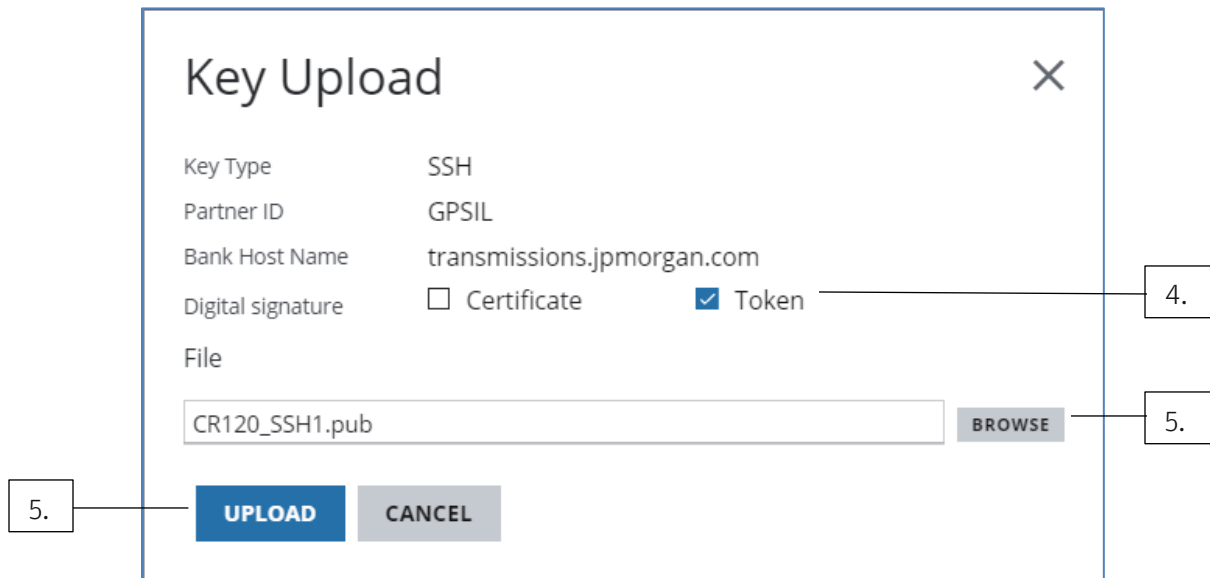 Key Upload
Key Type SSH
Partner ID GPSIL
Bank Host Name transmissions.jpmorgan.com
Digital signature Certificate Token 4.
File
CR120_SSH1.pub BROWSE 5.
5. UPLOAD CANCEL